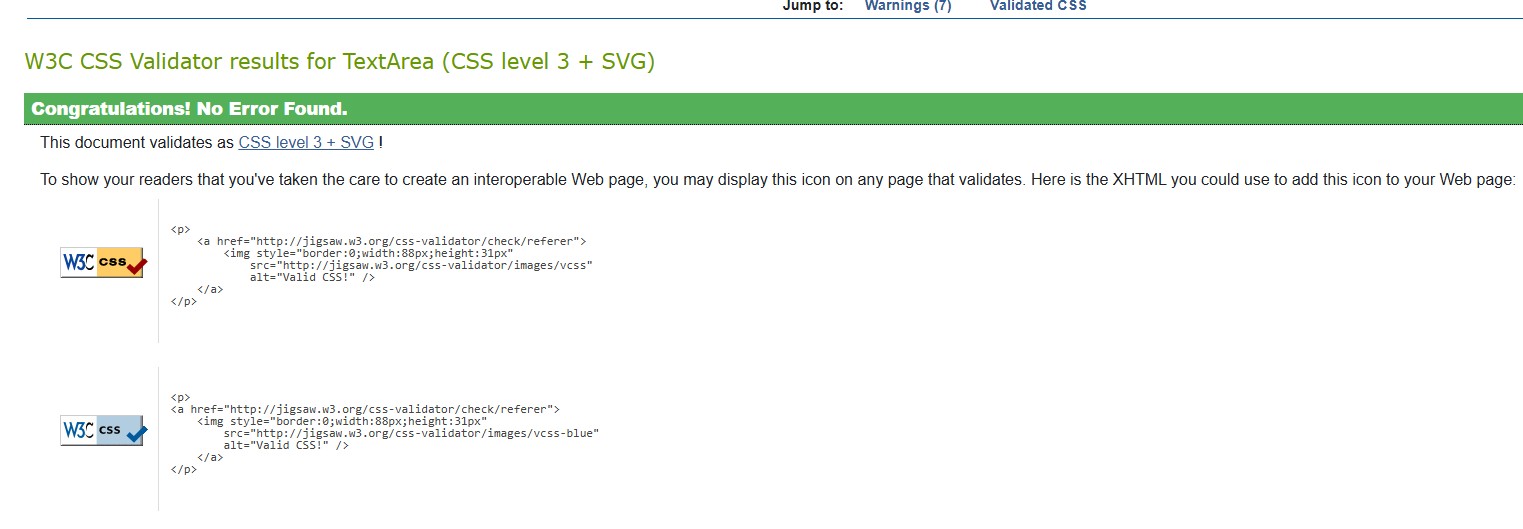 Jump to: Warnings (7) Validated CSS
W3C CSS Validator results for TextArea (CSS level 3 + SVG)
Congratulations! No Error Found.
This document validates as CSS level 3 + SVG !
To show your readers that you've taken the care to create an interoperable Web page, you may display this icon on any page that validates. Here is the XHTML you could use to add this icon to your Web page:
W3C css
<p>
<a href="http://jigsaw.w3.org/css-validator/check/referer">
<img style="border:0;width:88px;height:31px"
src="http://jigsaw.w3.org/css-validator/images/vcss"
alt="Valid CSS!" />
</a>
</p>
W3C css
<p>
<a href="http://jigsaw.w3.org/css-validator/check/referer">
<img style="border:0;width:88px;height:31px"
src="http://jigsaw.w3.org/css-validator/images/vcss-blue"
alt="Valid CSS!" />
</a>
</p>